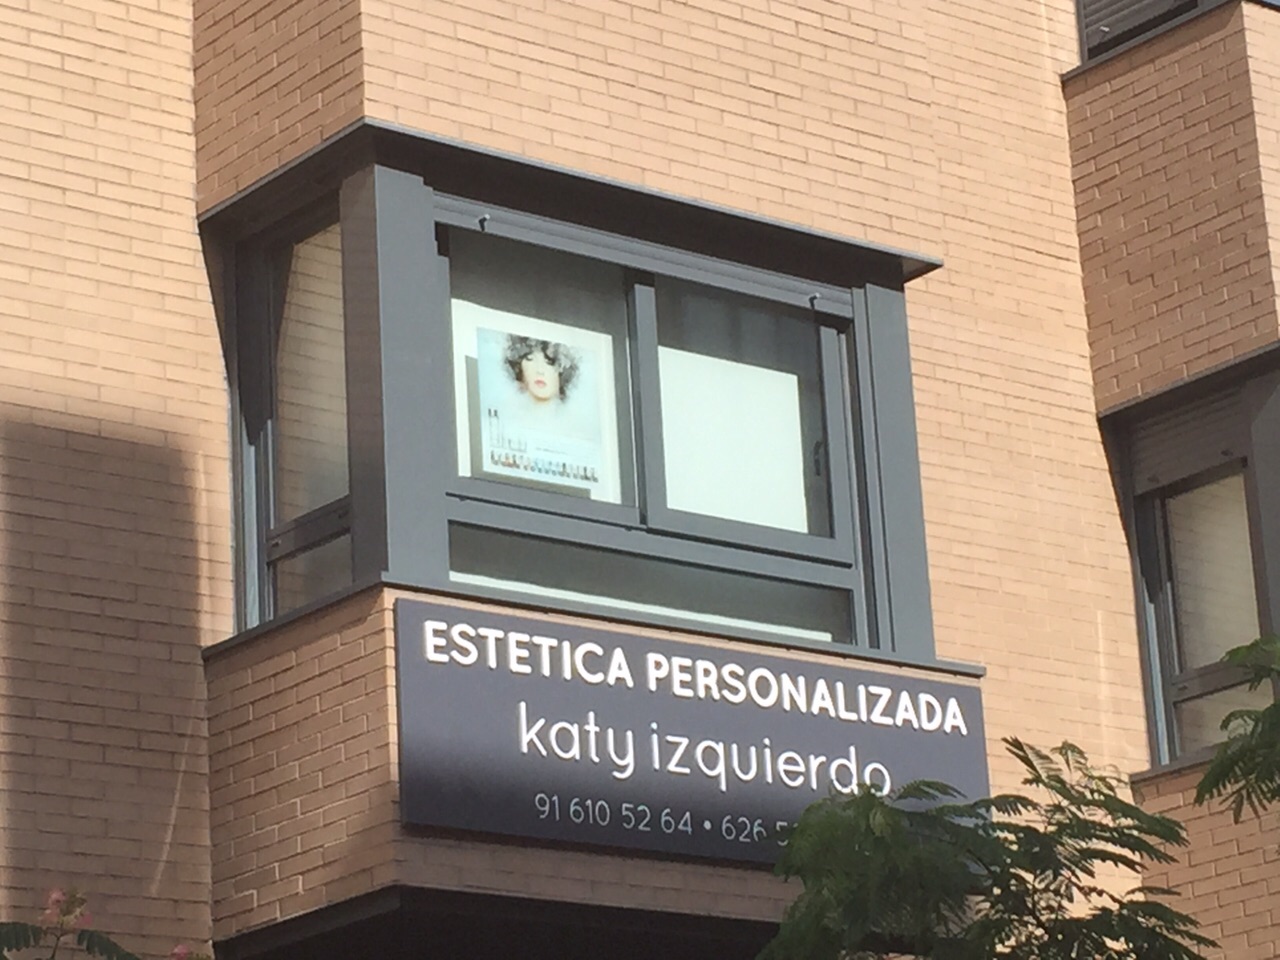 ESTETICA PERSONALIZADA
katy izquierdo
91 610 52 64 • 626